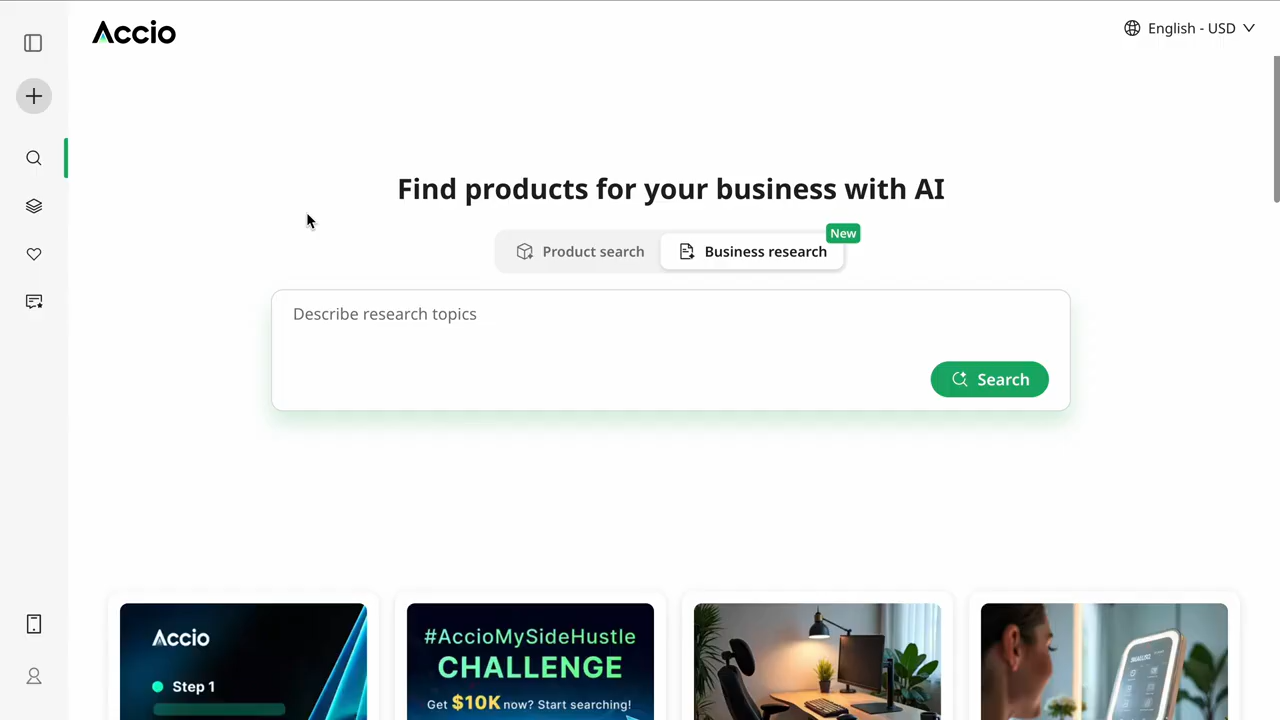 Accio
English - USD
Find products for your business with AI
New
Product search
Business research
Describe research topics
Search
Accio
Step 1
#AccioMySideHustle
CHALLENGE
Get $10K now? Start searching!